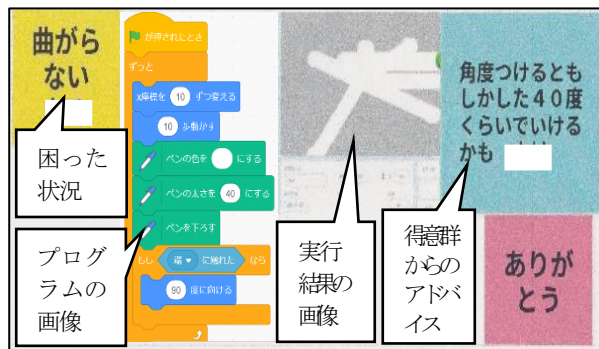 曲がら
ない
困った
状況
プログ
ラムの
画像
が押されたとき
ずっと
x座標を 10 ずつ変える
10 歩動かす
ペンの色を にする
ペンの太さを 40 にする
ペンを下ろす
もし 端 に触れた なら
90 度に向ける
実行
結果の
画像
角度つけるとも
しかした40度
くらいでいける
かも
得意群
からの
アドバ
イス
ありが
とう